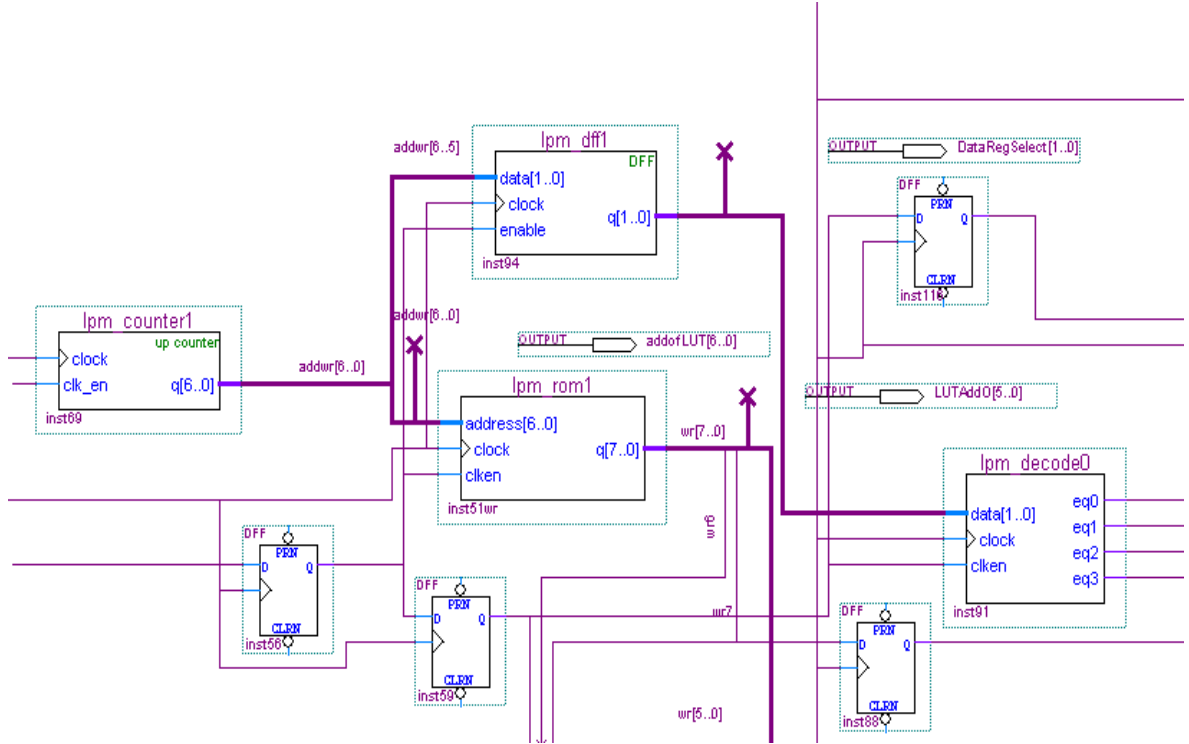 lpm_dff1
addwr[6..5]
DFF
data[1..0]
clock
q[1..0]
enable
inst94
OUTPUT
DataRegSelect[1..0]
DFF
PRN
D
Q
CLRN
lpm_counter1
up counter
clock
clk_en
q[6..0]
inst69
addwr[6..0]
addwr[6..0]
OUTPUT
addofLUT[6..0]
OUTPUT
LUTAddO[5..0]
lpm_rom1
address[6..0]
clock
q[7..0]
clken
inst51wr
wr[7..0]
wr6
wr7
wr[5..0]
lpm_decode0
data[1..0]
clock
clken
eq0
eq1
eq2
eq3
inst91
DFF
PRN
D
Q
CLRN
inst56
DFF
PRN
D
Q
CLRN
inst59
DFF
PRN
D
Q
CLRN
inst88